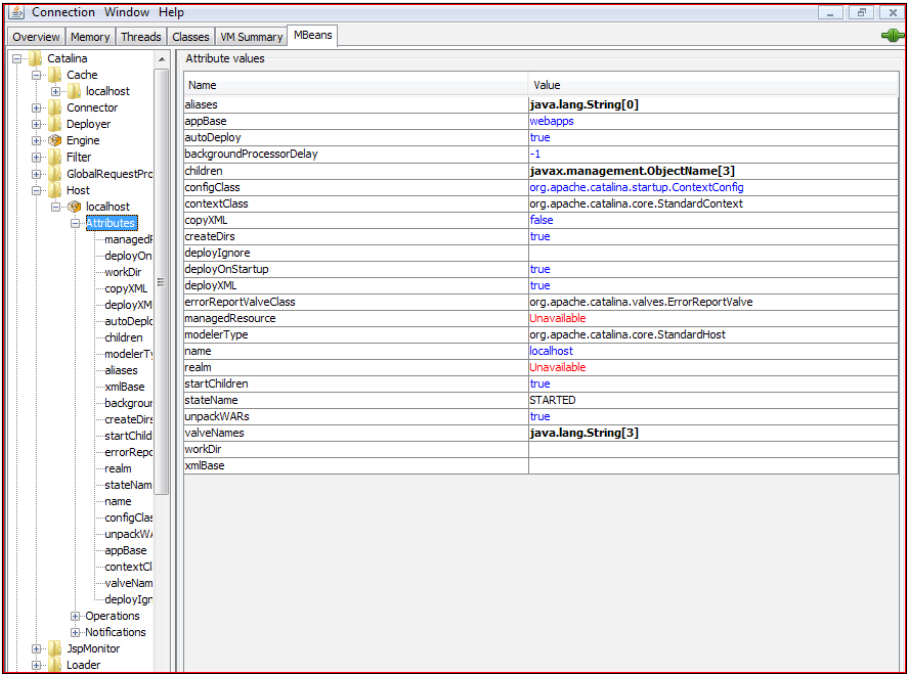 Connection Window Help
Overview Memory Threads Classes VM Summary MBeans
Catalina
Cache
localhost
Connector
Deployer
Engine
Filter
GlobalRequestPro
Host
localhost
Attributes
managedR
deployOn
workDir
copyXML
deployXM
autoDeplo
children
modelerTy
aliases
xmlBase
backgrour
createDirs
startChild
errorRepo
realm
stateNam
name
configClas
unpackWA
appBase
contextCl
valveNam
deployIgr
Operations
Notifications
JspMonitor
Loader
Attribute values
Name Value
aliases java.lang.String[0]
appBase webapps
autoDeploy true
backgroundProcessorDelay -1
children javax.management.ObjectName[3]
configClass org.apache.catalina.startup.ContextConfig
contextClass org.apache.catalina.core.StandardContext
copyXML false
createDirs true
deployIgnore
deployOnStartup true
deployXML true
errorReportValveClass org.apache.catalina.valves.ErrorReportValve
managedResource Unavailable
modelerType org.apache.catalina.core.StandardHost
name localhost
realm Unavailable
startChildren true
stateName STARTED
unpackWARs true
valveNames java.lang.String[3]
workDir
xmlBase